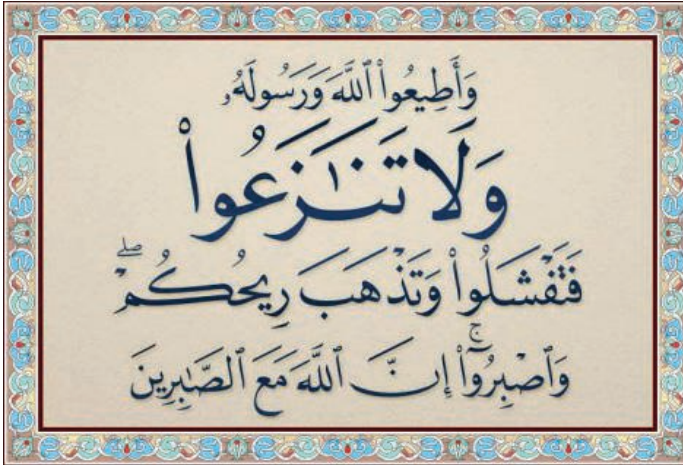 وَأَطِيعُوا۟ ٱللَّهَ وَرَسُولَهُۥ
وَلَا تَنَـٰزَعُوا۟
فَتَفْشَلُوا۟ وَتَذْهَبَ رِيحُكُمْ ۖ
وَٱصْبِرُوٓا۟ ۚ إِنَّ ٱللَّهَ مَعَ ٱلصَّـٰبِرِينَ